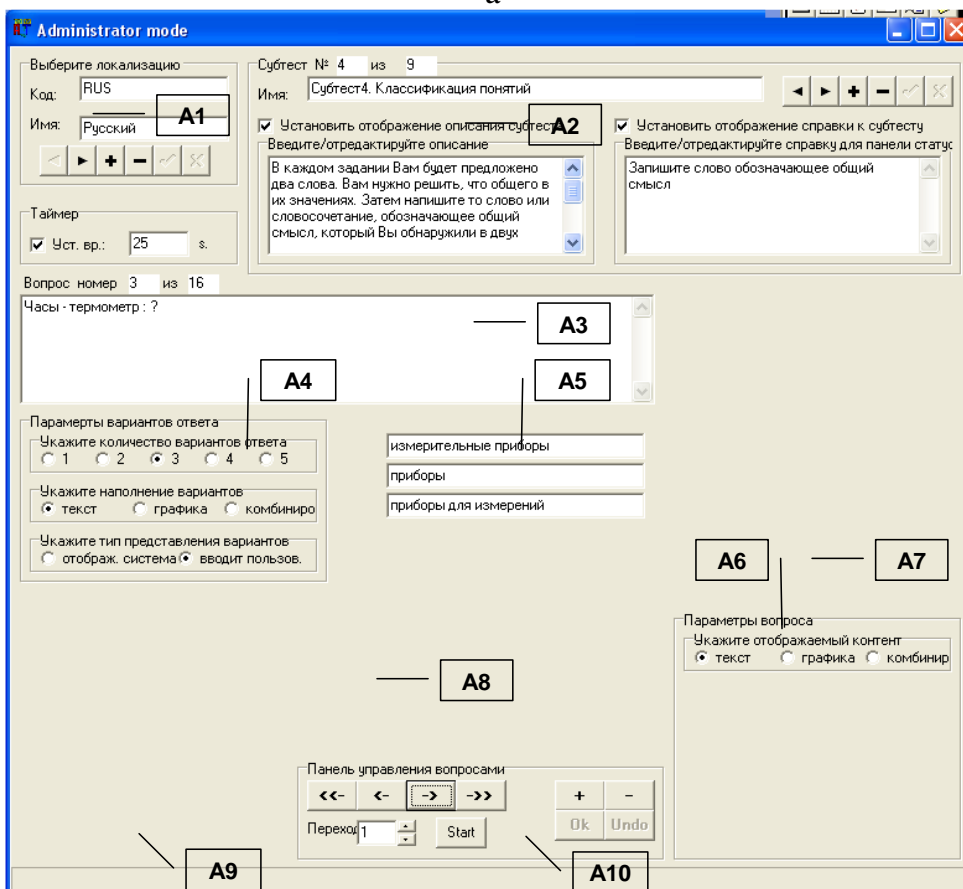 а
Administrator mode
Выберите локализацию
Код: RUS
Имя: Русский
A1
Таймер
Уст. вр.: 25 s.
Субтест № 4 из 9
Имя: Субтест4. Классификация понятий
Установить отображение описания субтест
A2
Введите/отредактируйте описание
В каждом задании Вам будет предложено
два слова. Вам нужно решить, что общего в
их значениях. Затем напишите то слово или
словосочетание, обозначающее общий
смысл, который Вы обнаружили в двух
Установить отображение справки к субтесту
Введите/отредактируйте справку для панели статус
Запишите слово обозначающее общий
смысл
Вопрос номер 3 из 16
Часы - термометр : ?
A3
A4
A5
Парамерты вариантов ответа
Укажите количество вариантов ответа
1 2 3 4 5
Укажите наполнение вариантов
текст графика комбиниро
Укажите тип представления вариантов
отображ. система вводит пользов.
измерительные приборы
приборы
приборы для измерений
A6
A7
Параметры вопроса
Укажите отображаемый контент
текст графика комбинир
A8
Панель управления вопросами
<<- <- -> ->> + -
Переход 1 Start Ok Undo
A9
A10